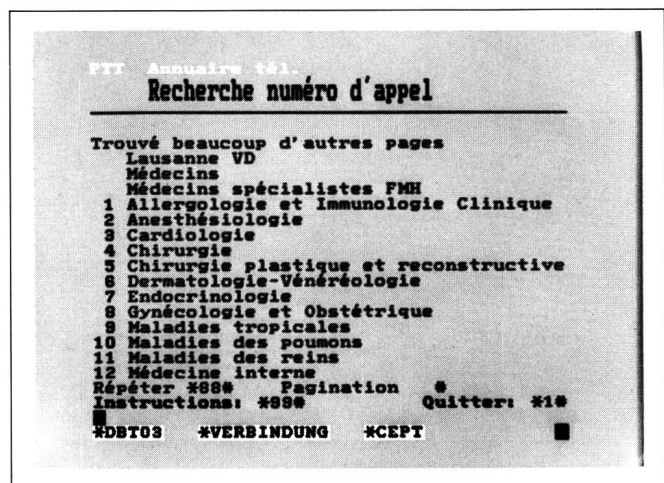 PTT Annuaire tél.
Recherche numéro d'appel
Trouvé beaucoup d'autres pages
Lausanne VD
Médecins
Médecins spécialistes FMH
1 Allergologie et Immunologie Clinique
2 Anesthésiologie
3 Cardiologie
4 Chirurgie
5 Chirurgie plastique et reconstructive
6 Dermatologie-Vénéréologie
7 Endocrinologie
8 Gynécologie et Obstétrique
9 Maladies tropicales
10 Maladies des poumons
11 Maladies des reins
12 Médecine interne
Répéter *88# Pagination #
Instructions: *99# Quitter: *1#
*DBT03 *VERBINDUNG *CEPT